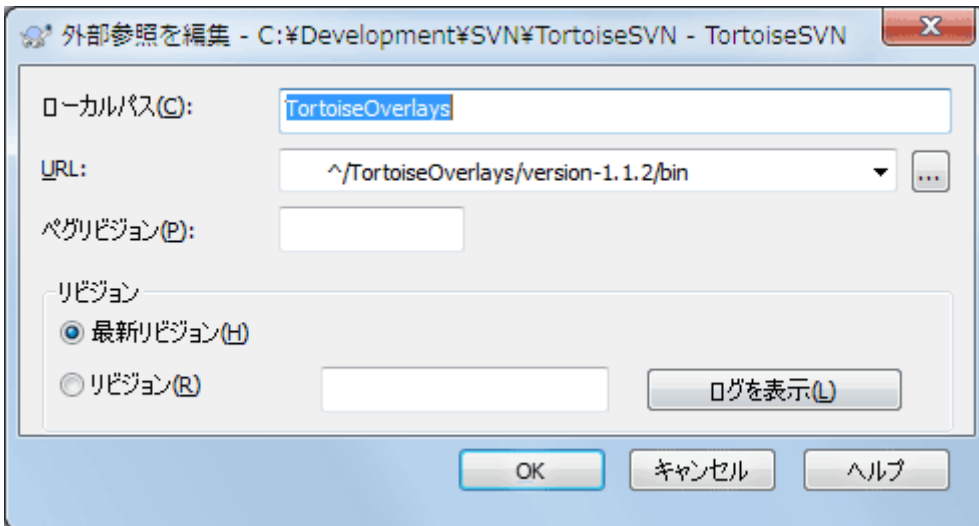 外部参照を編集 - C:¥Development¥SVN¥TortoiseSVN - TortoiseSVN
ローカルパス(C): TortoiseOverlays
URL: ^/TortoiseOverlays/version-1.1.2/bin ...
ペグリビジョン(P):
リビジョン
最新リビジョン(H)
リビジョン(R) ログを表示(L)
OK キャンセル ヘルプ